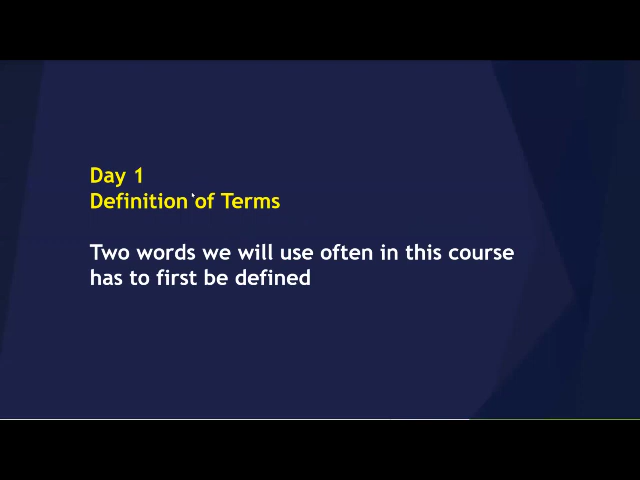 Day 1
Definition of Terms
Two words we will use often in this course
has to first be defined